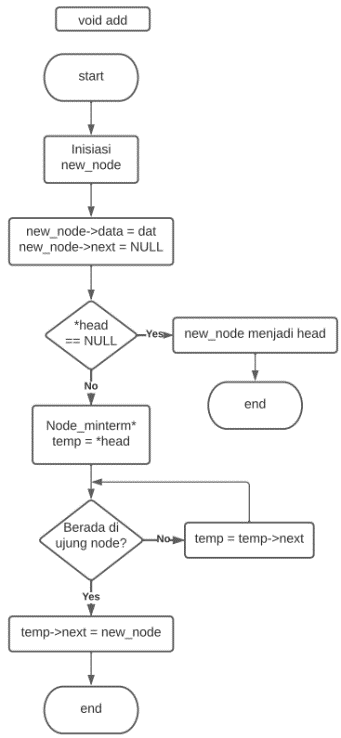 void add
start
Inisiasi
new_node
new_node->data = dat
new_node->next = NULL
*head
== NULL
Yes
new_node menjadi head
end
No
Node_minterm*
temp = *head
Berada di
ujung node?
No
temp = temp->next
Yes
temp->next = new_node
end